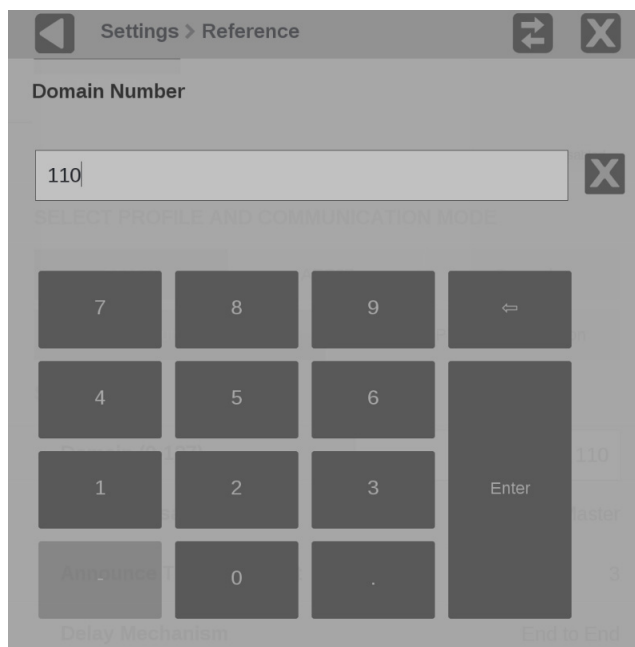 Settings > Reference
Domain Number
110
SELECT PROFILE AND COMMUNICATION MODE
7 8 9 ⇦
4 5 6
110
1 2 3 Enter
Master
Announce T
3
- 0 .
Delay Mechanism End to End